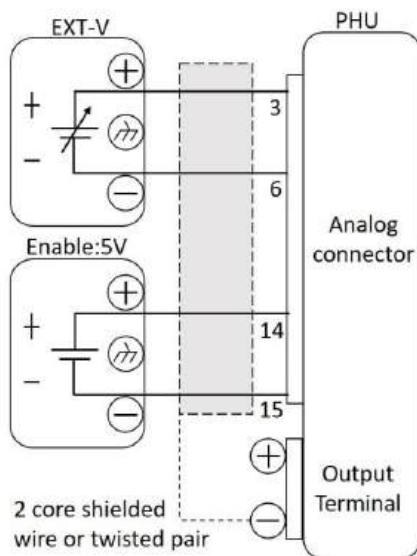 EXT-V
PHU
+
+
3
−
−
6
Analog
connector
Enable:5V
+
+
14
−
−
15
+
Output
Terminal
−
2 core shielded
wire or twisted pair